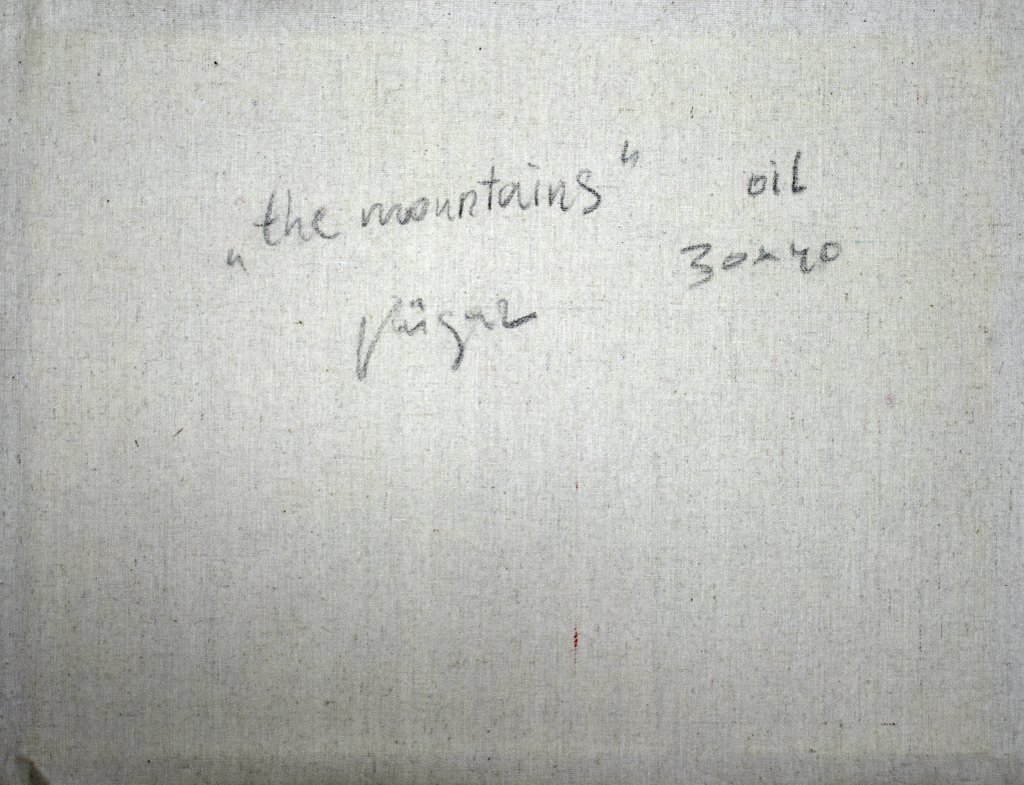 „the mountains“ oil
30x40